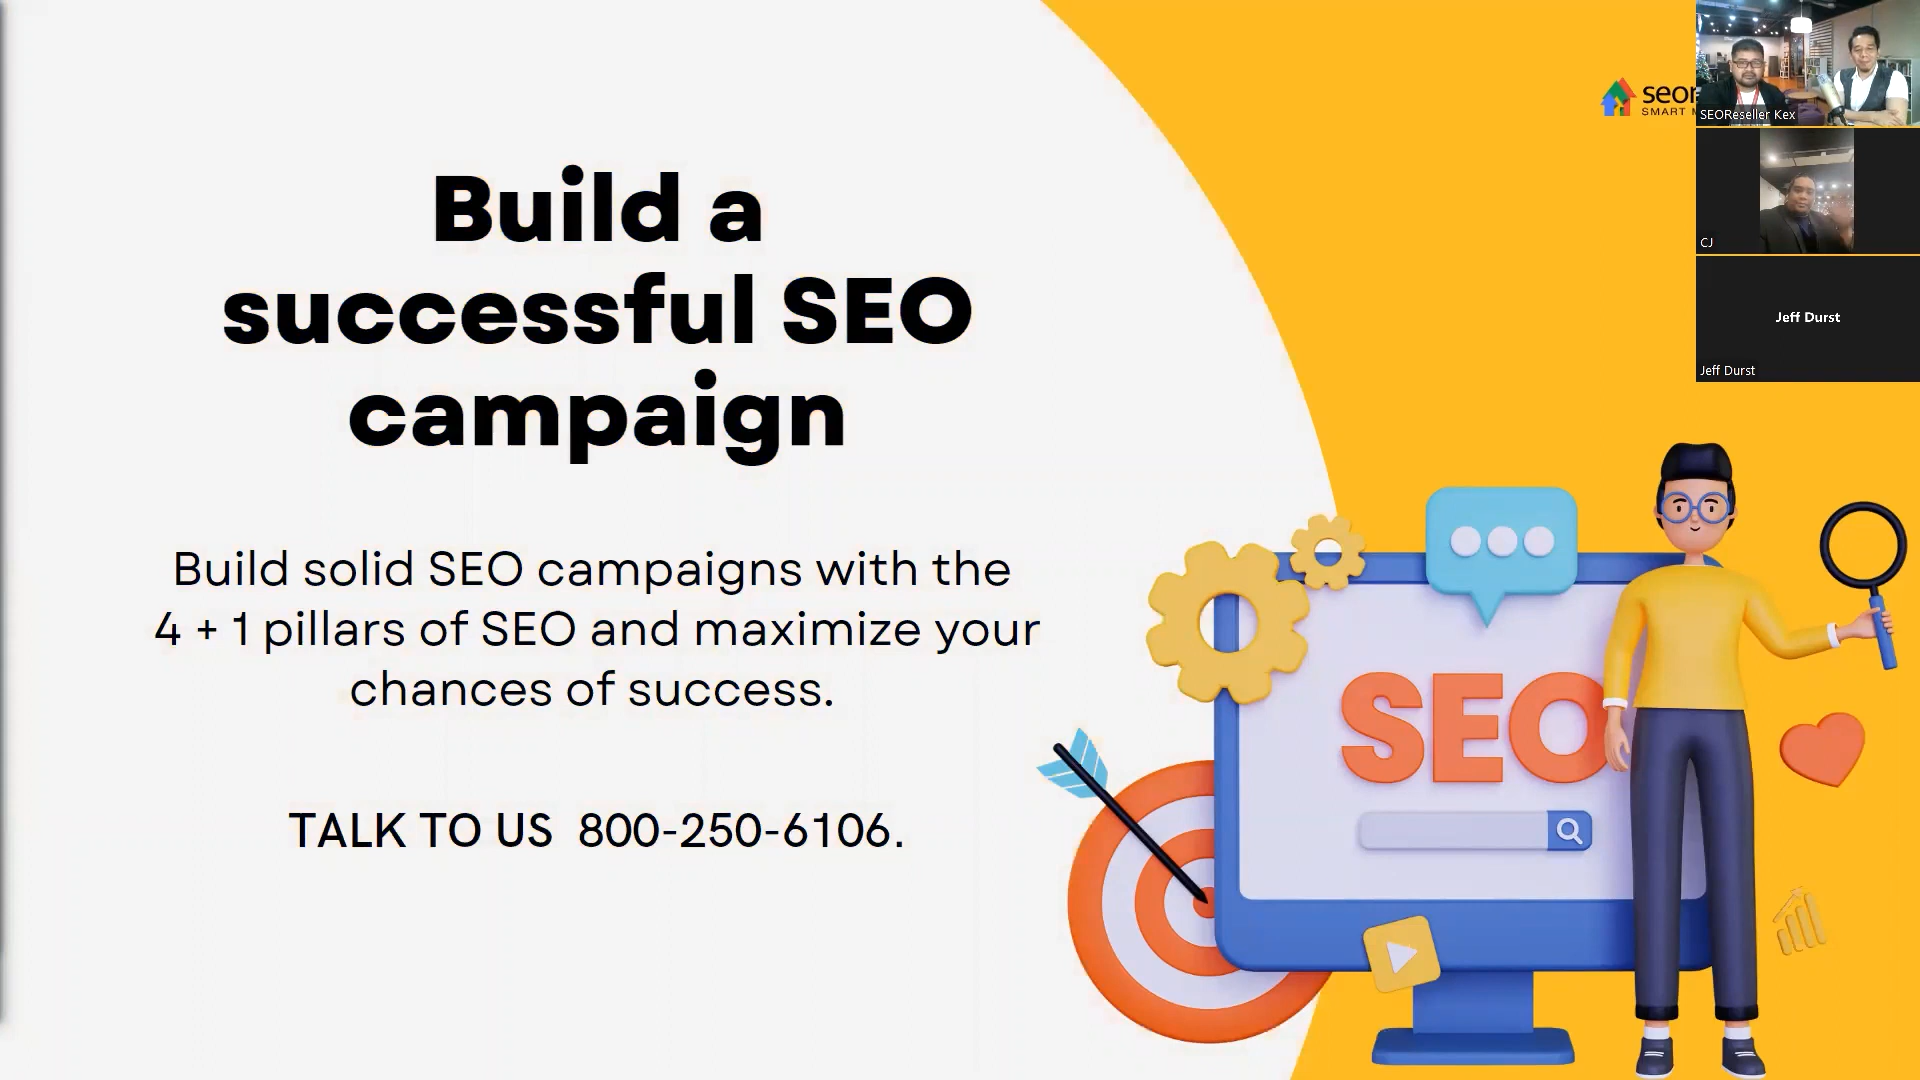 Build a
successful SEO
campaign
Build solid SEO campaigns with the
4 + 1 pillars of SEO and maximize your
chances of success.
TALK TO US 800-250-6106.
SMART
SEOReseller Kex
CJ
Jeff Durst
Jeff Durst
SEO